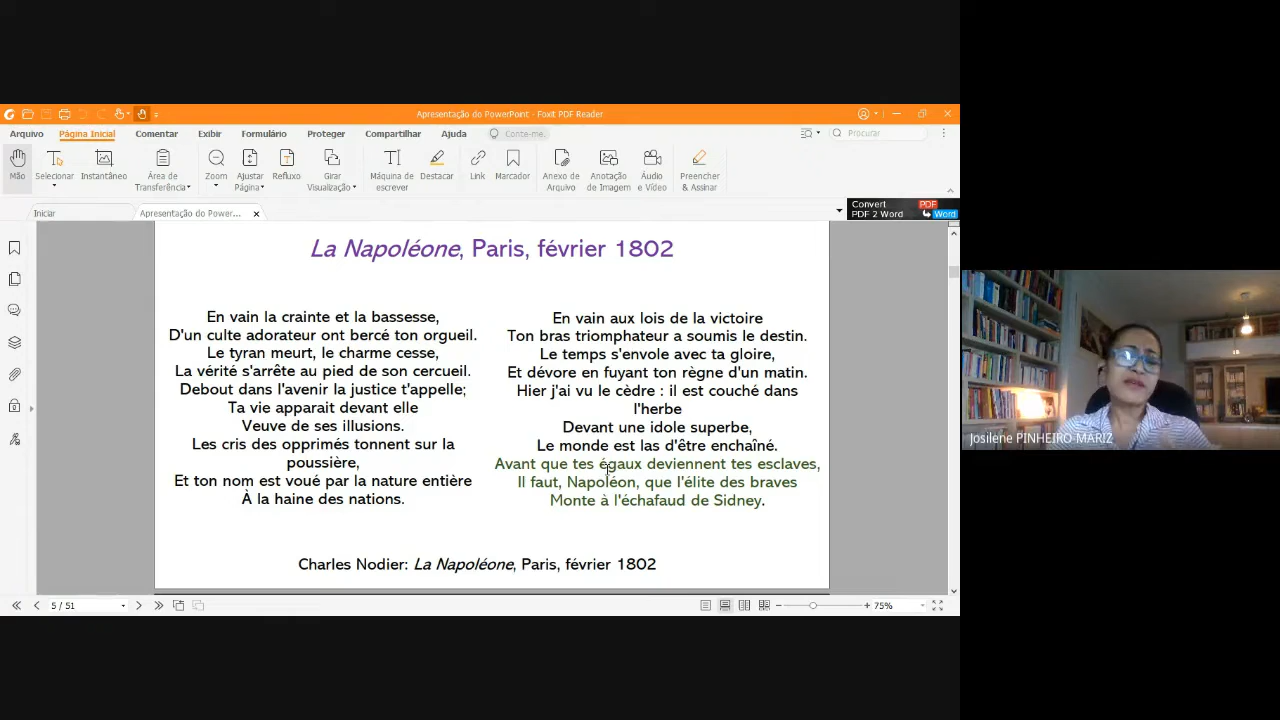 Apresentação do PowerPoint - Foxit PDF Reader
Arquivo
Página Inicial
Comentar
Exibir
Formulário
Proteger
Compartilhar
Ajuda
Conte-me.
Procurar
Mão
Selecionar
Instantâneo
Área de
Transferência
Zoom
Ajustar
Página
Refluxo
Girar
Visualização
Máquina de
escrever
Destacar
Link
Marcador
Anexo de
Arquivo
Anotação
de Imagem
Áudio
e Vídeo
Preencher
& Assinar
Iniciar
Apresentação do Power...
Convert PDF
PDF 2 Word Word
La Napoléone, Paris, février 1802
En vain la crainte et la bassesse,
D'un culte adorateur ont bercé ton orgueil.
Le tyran meurt, le charme cesse,
La vérité s'arrête au pied de son cercueil.
Debout dans l'avenir la justice t'appelle;
Ta vie apparait devant elle
Veuve de ses illusions.
Les cris des opprimés tonnent sur la
poussière,
Et ton nom est voué par la nature entière
À la haine des nations.
En vain aux lois de la victoire
Ton bras triomphateur a soumis le destin.
Le temps s'envole avec ta gloire,
Et dévore en fuyant ton règne d'un matin.
Hier j'ai vu le cèdre : il est couché dans
l'herbe
Devant une idole superbe,
Le monde est las d'être enchaîné.
Avant que tes égaux deviennent tes esclaves,
Il faut, Napoléon, que l'élite des braves
Monte à l'échafaud de Sidney.
Charles Nodier: La Napoléone, Paris, février 1802
5 / 51
75%
Josilene PINHEIRO-MARIZ